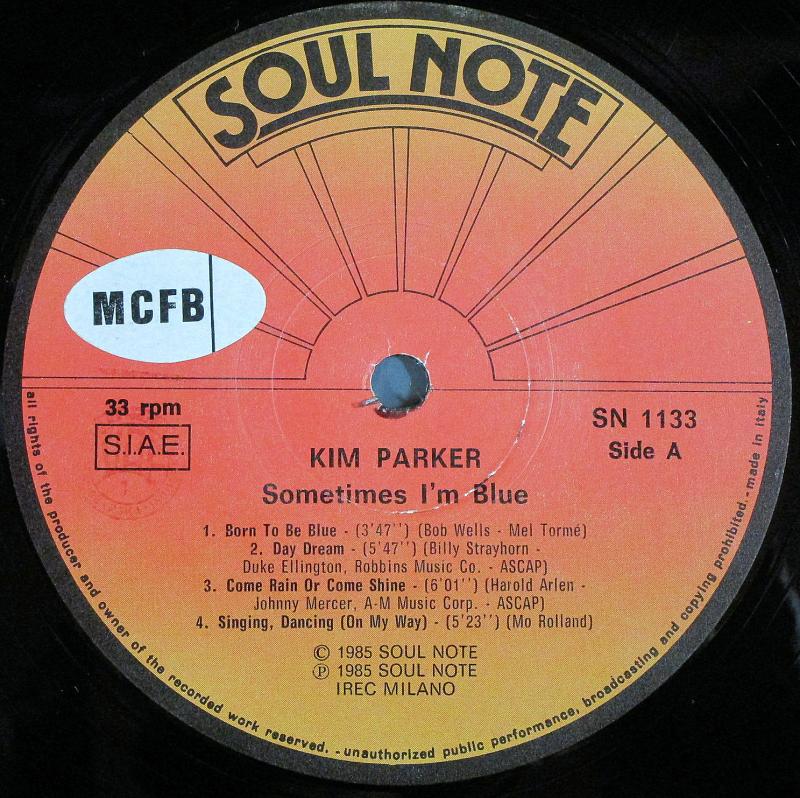 SOUL NOTE
MCFB
33 rpm
S.I.A.E.
SN 1133
Side A
KIM PARKER
Sometimes I'm Blue
1. Born To Be Blue - (3'47'') (Bob Wells - Mel Tormé)
2. Day Dream - (5'47'') (Billy Strayhorn -
Duke Ellington, Robbins Music Co. - ASCAP)
3. Come Rain Or Come Shine - (6'01'') (Harold Arlen -
Johnny Mercer, A-M Music Corp. - ASCAP)
4. Singing, Dancing (On My Way) - (5'23'') (Mo Rolland)
© 1985 SOUL NOTE
℗ 1985 SOUL NOTE
IREC MILANO
all rights of the producer and owner of the recorded work reserved. - unauthorized public performance, broadcasting and copying prohibited. - made in italy